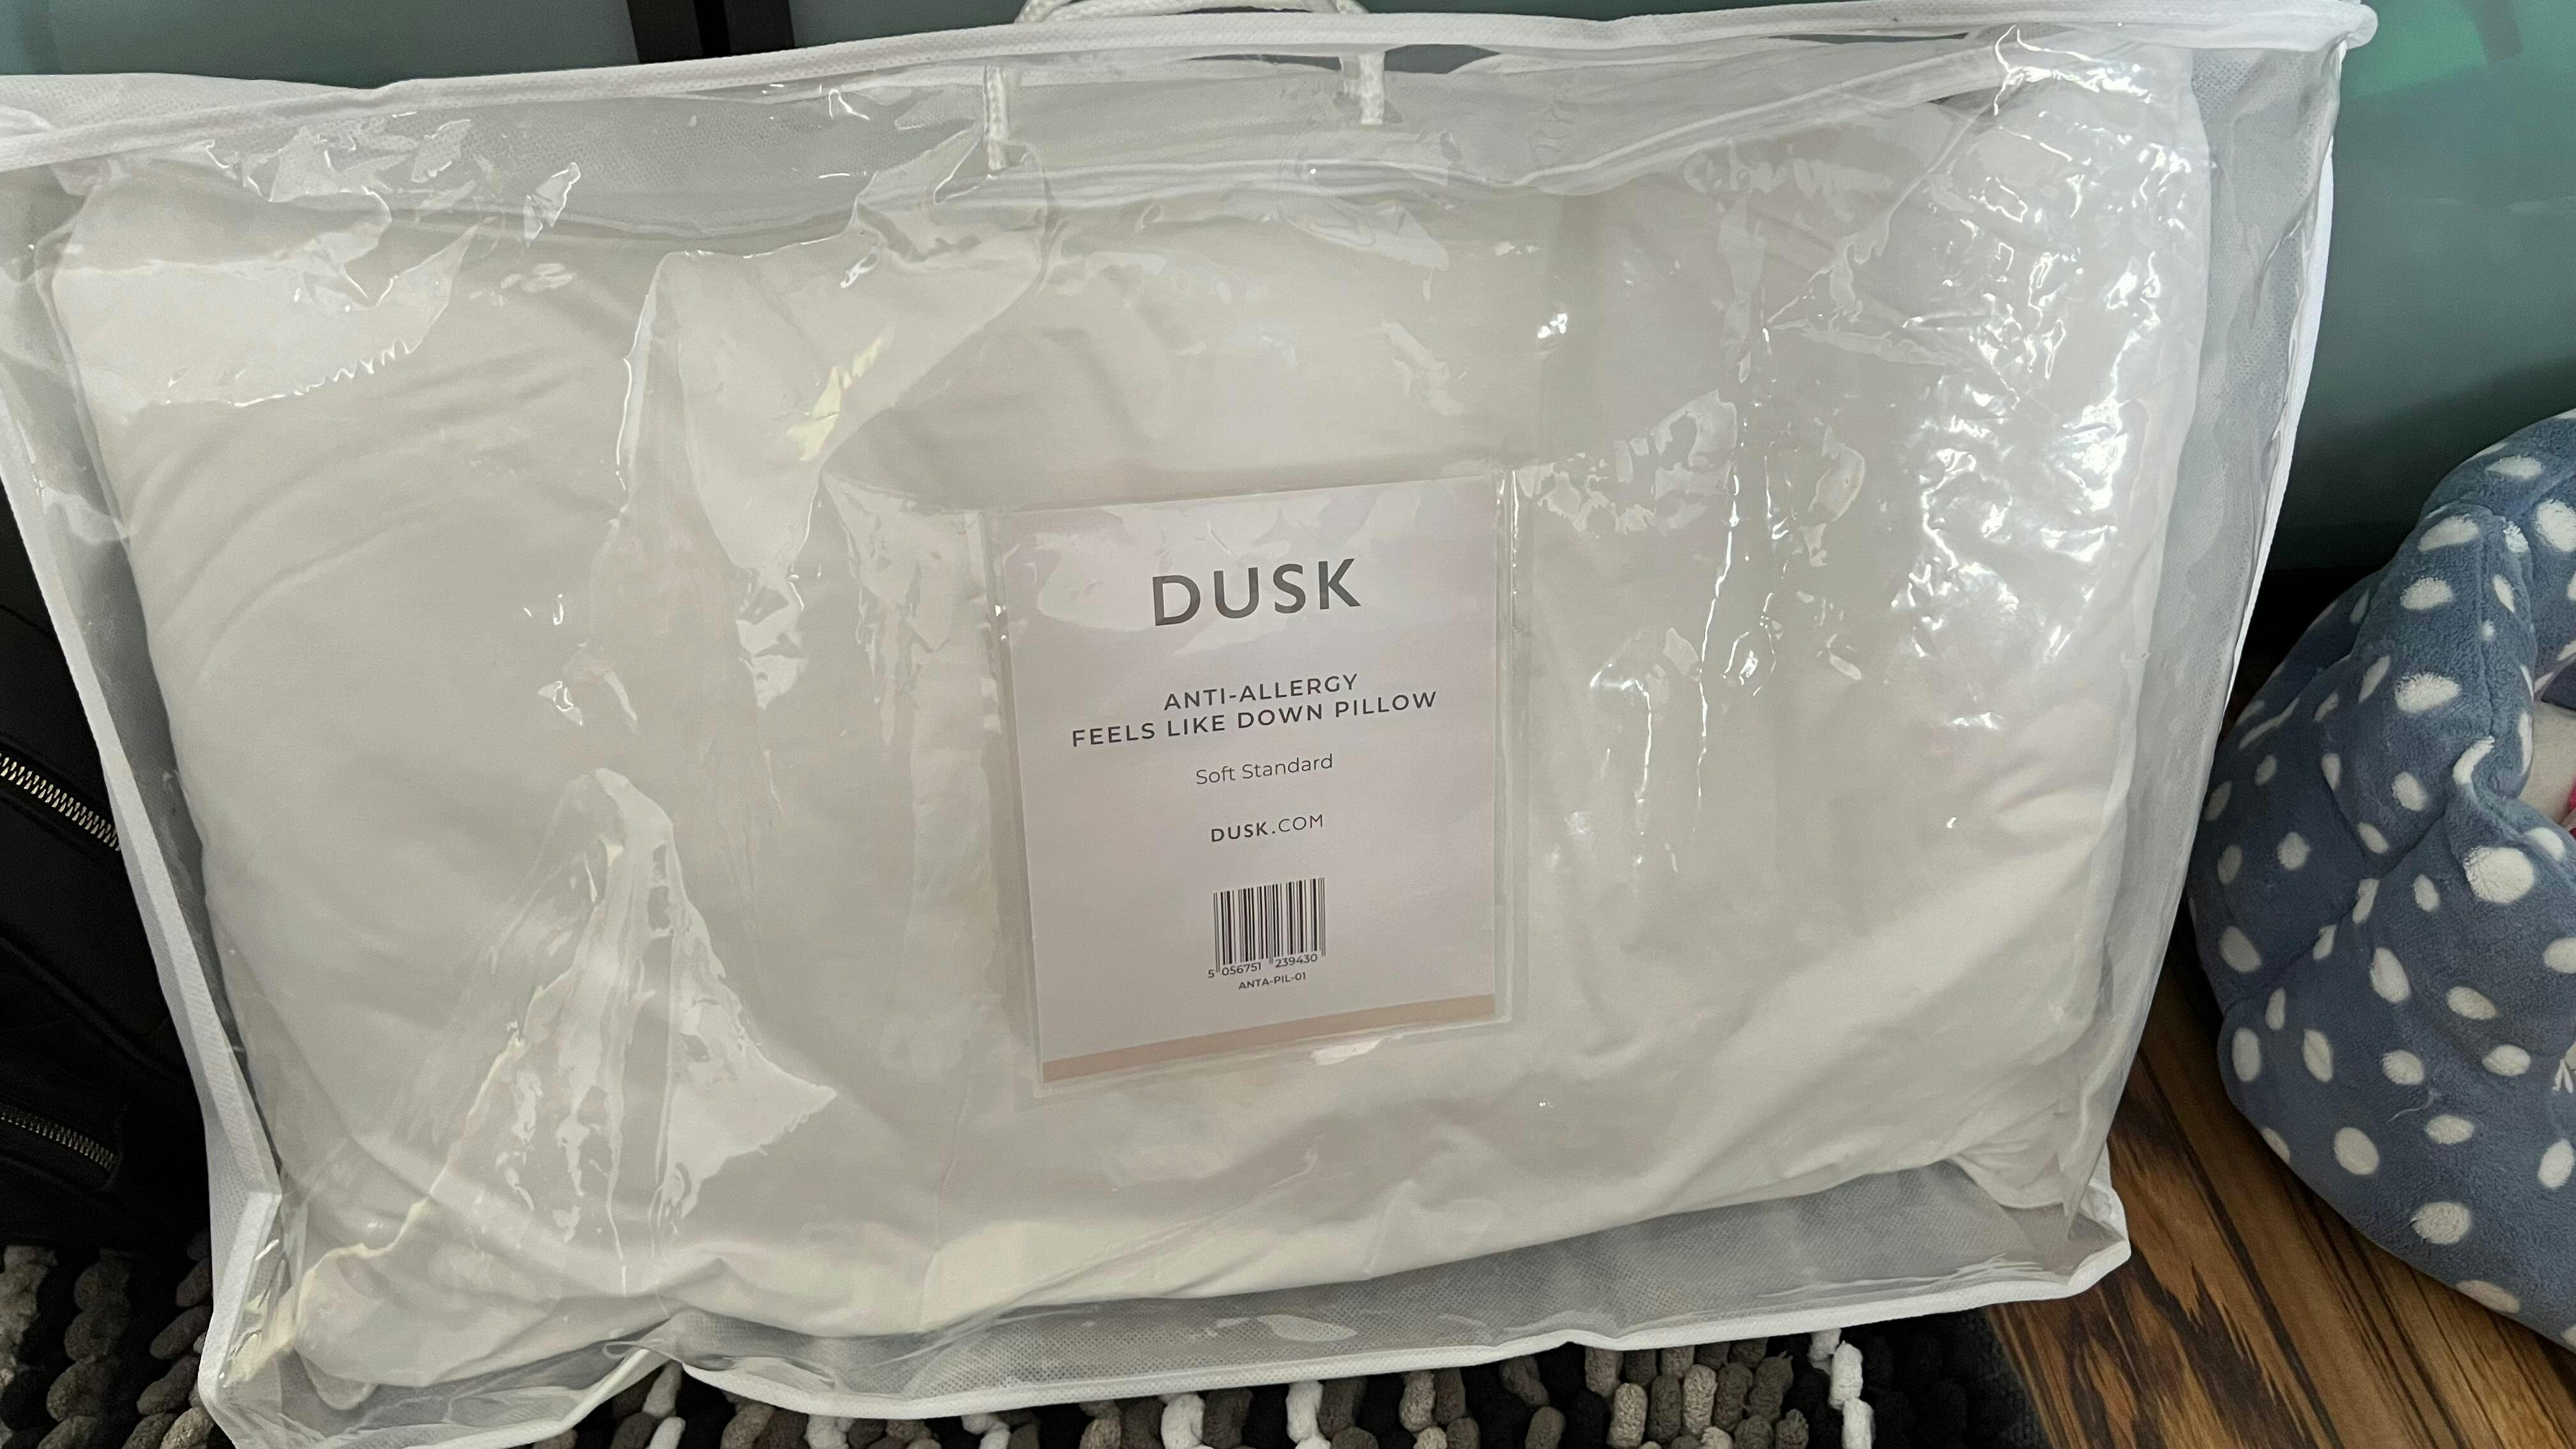 DUSK
ANTI-ALLERGY
FEELS LIKE DOWN PILLOW
Soft Standard
DUSK.COM
5 056751 239430
ANTA-PIL-01